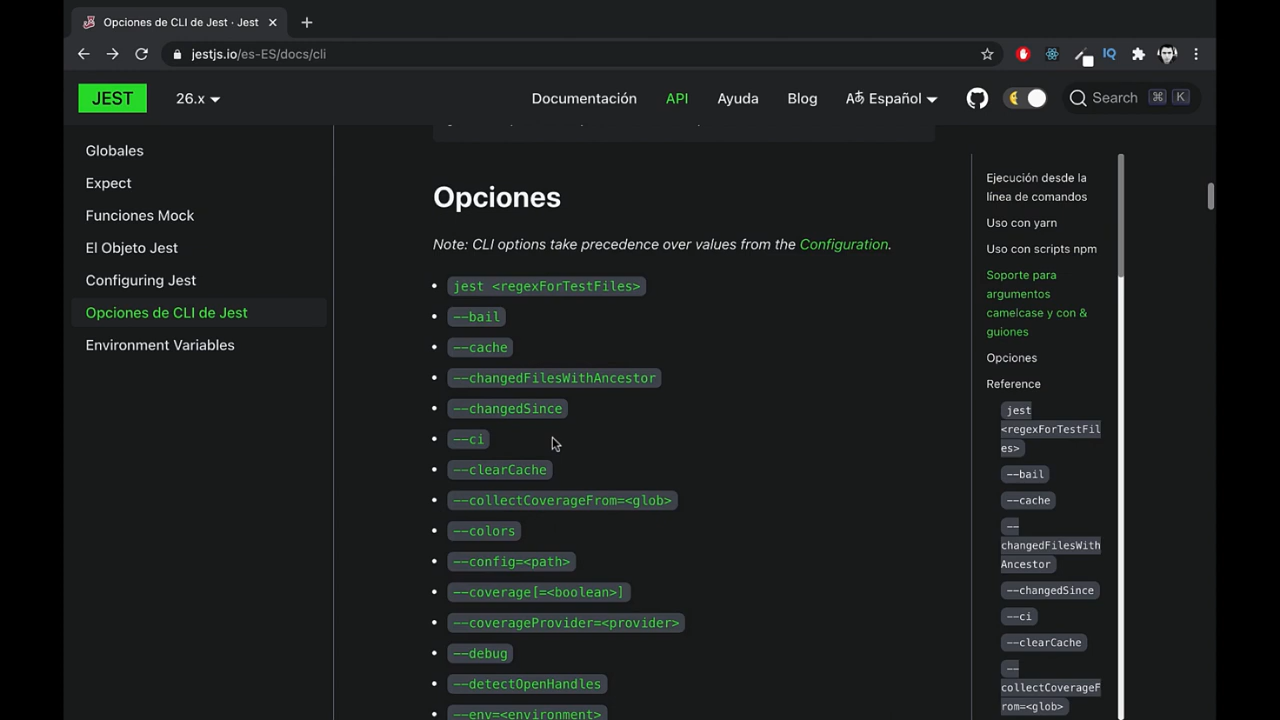 Opciones de CLI de Jest · Jest
jestjs.io/es-ES/docs/cli
IQ
JEST
26.x
Documentación
API
Ayuda
Blog
Español
Search
⌘ K
Globales
Expect
Funciones Mock
El Objeto Jest
Configuring Jest
Opciones de CLI de Jest
Environment Variables
Opciones
Note: CLI options take precedence over values from the Configuration.
jest <regexForTestFiles>
--bail
--cache
--changedFilesWithAncestor
--changedSince
--ci
--clearCache
--collectCoverageFrom=<glob>
--colors
--config=<path>
--coverage[=<boolean>]
--coverageProvider=<provider>
--debug
--detectOpenHandles
--env=<environment>
Ejecución desde la
línea de comandos
Uso con yarn
Uso con scripts npm
Soporte para
argumentos
camelcase y con &
guiones
Opciones
Reference
jest
<regexForTestFil
es>
--bail
--cache
--
changedFilesWith
Ancestor
--changedSince
--ci
--clearCache
--
collectCoverageF
rom=<glob>